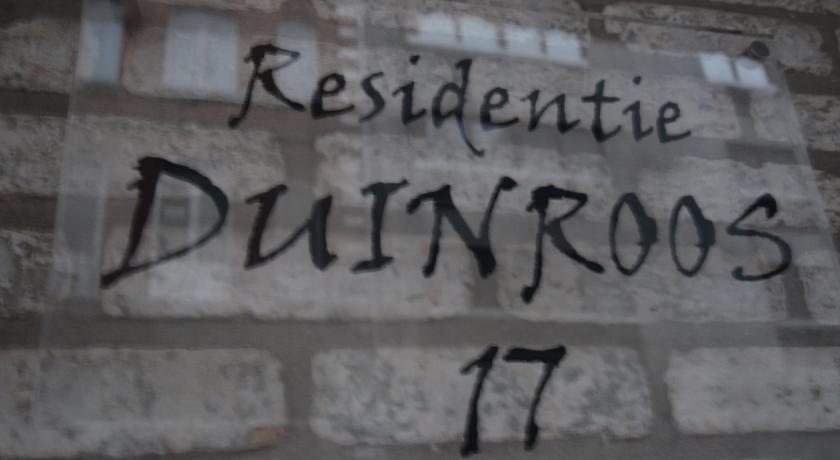 Residentie
DUINROOS
17